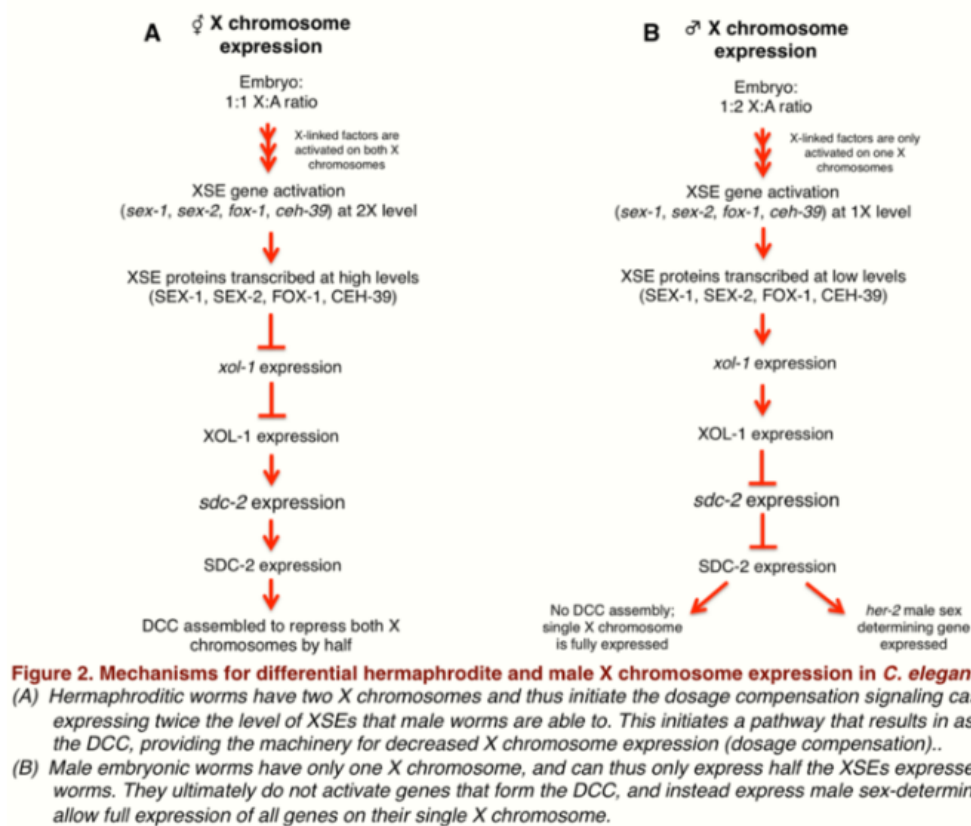 A ⚥ X chromosome
expression
Embryo:
1:1 X:A ratio
X-linked factors are
activated on both X
chromosomes
XSE gene activation
(sex-1, sex-2, fox-1, ceh-39) at 2X level
XSE proteins transcribed at high levels
(SEX-1, SEX-2, FOX-1, CEH-39)
xol-1 expression
XOL-1 expression
sdc-2 expression
SDC-2 expression
DCC assembled to repress both X
chromosomes by half
B ♂ X chromosome
expression
Embryo:
1:2 X:A ratio
X-linked factors are only
activated on one X
chromosomes
XSE gene activation
(sex-1, sex-2, fox-1, ceh-39) at 1X level
XSE proteins transcribed at low levels
(SEX-1, SEX-2, FOX-1, CEH-39)
xol-1 expression
XOL-1 expression
sdc-2 expression
SDC-2 expression
No DCC assembly;
single X chromosome
is fully expressed
her-2 male sex
determining gene
expressed
Figure 2. Mechanisms for differential hermaphrodite and male X chromosome expression in C. elegan
(A) Hermaphroditic worms have two X chromosomes and thus initiate the dosage compensation signaling ca
expressing twice the level of XSEs that male worms are able to. This initiates a pathway that results in as
the DCC, providing the machinery for decreased X chromosome expression (dosage compensation)..
(B) Male embryonic worms have only one X chromosome, and can thus only express half the XSEs expresse
worms. They ultimately do not activate genes that form the DCC, and instead express male sex-determin
allow full expression of all genes on their single X chromosome.